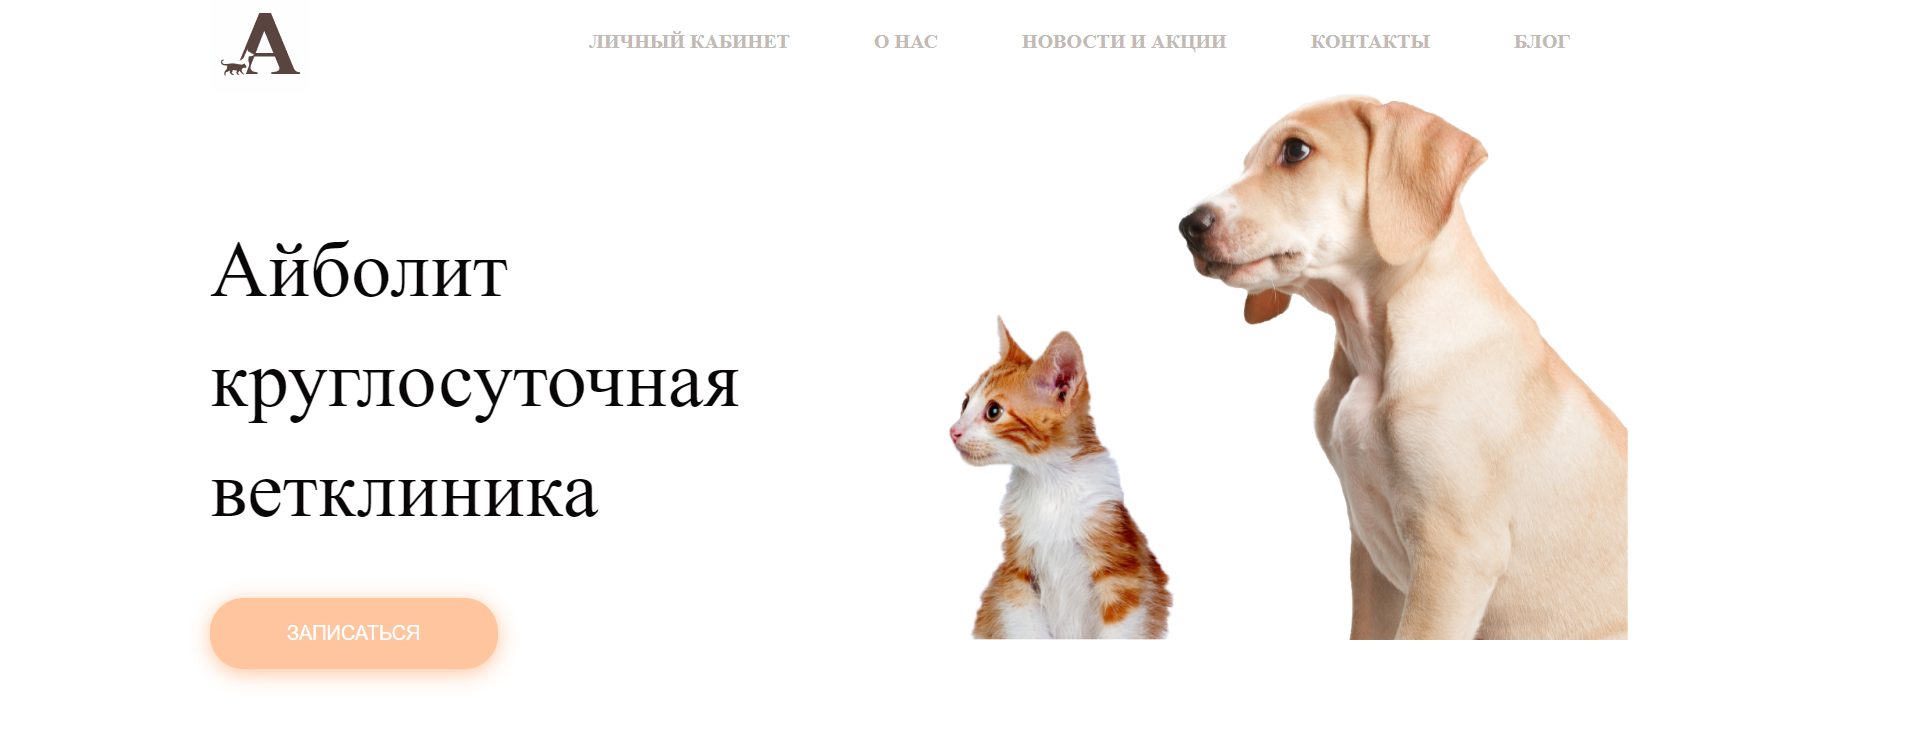 А
ЛИЧНЫЙ КАБИНЕТ
О НАС
НОВОСТИ И АКЦИИ
КОНТАКТЫ
БЛОГ
Айболит
круглосуточная
ветклиника
ЗАПИСАТЬСЯ